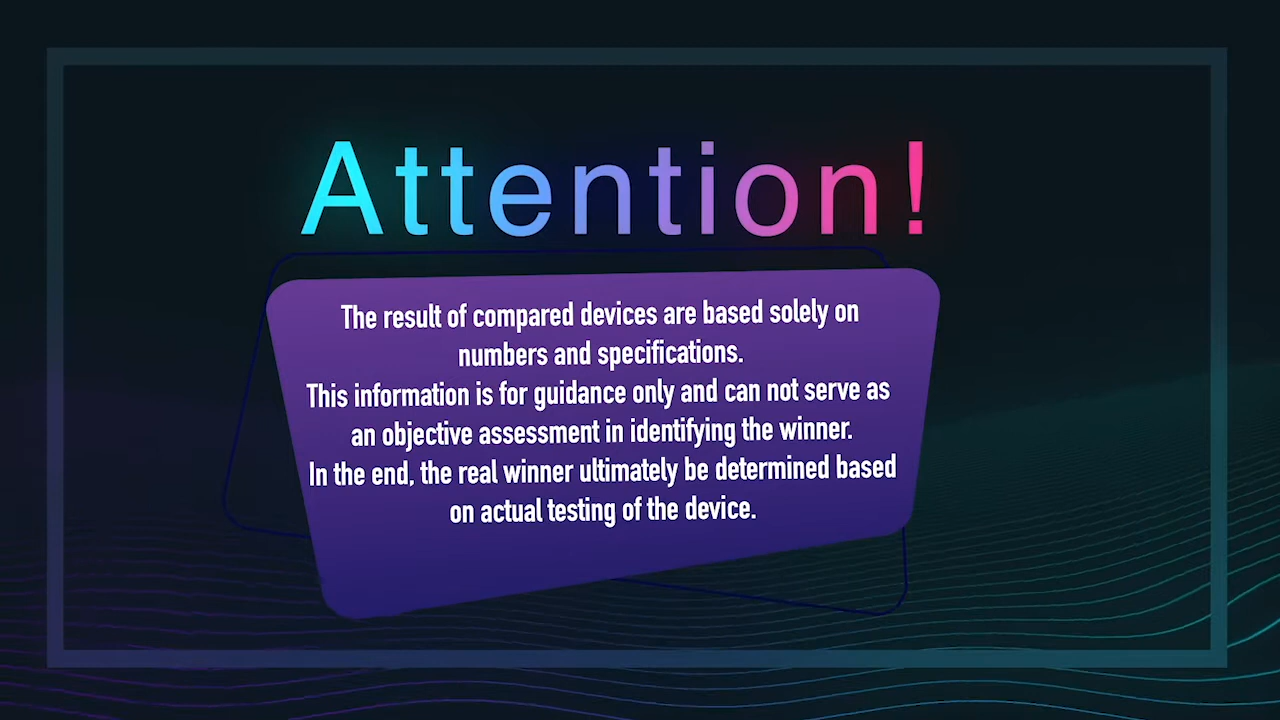 Attention!
The result of compared devices are based solely on
numbers and specifications.
This information is for guidance only and can not serve as
an objective assessment in identifying the winner.
In the end, the real winner ultimately be determined based
on actual testing of the device.